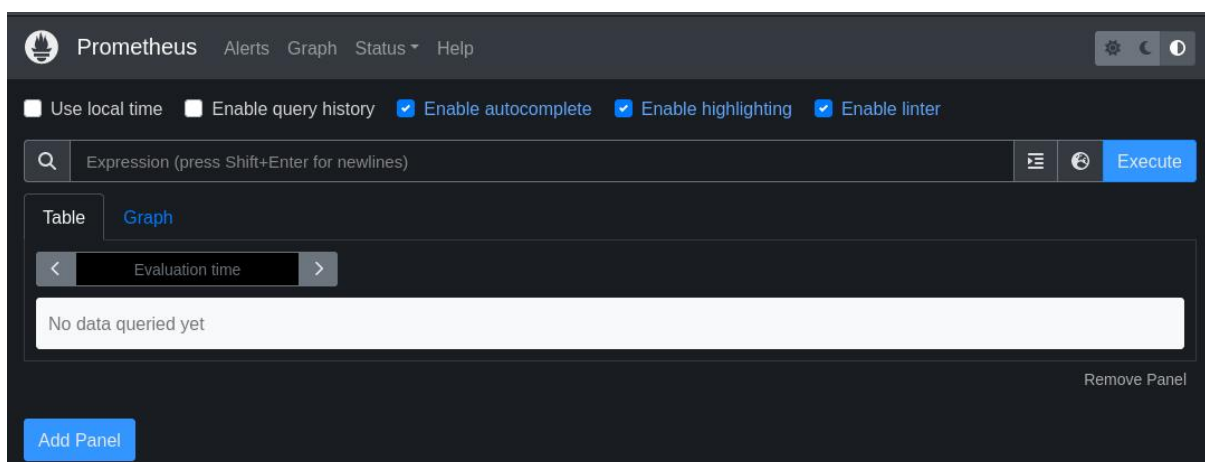 Prometheus Alerts Graph Status Help
Use local time Enable query history Enable autocomplete Enable highlighting Enable linter
Expression (press Shift+Enter for newlines) Execute
Table Graph
Evaluation time
No data queried yet
Remove Panel
Add Panel